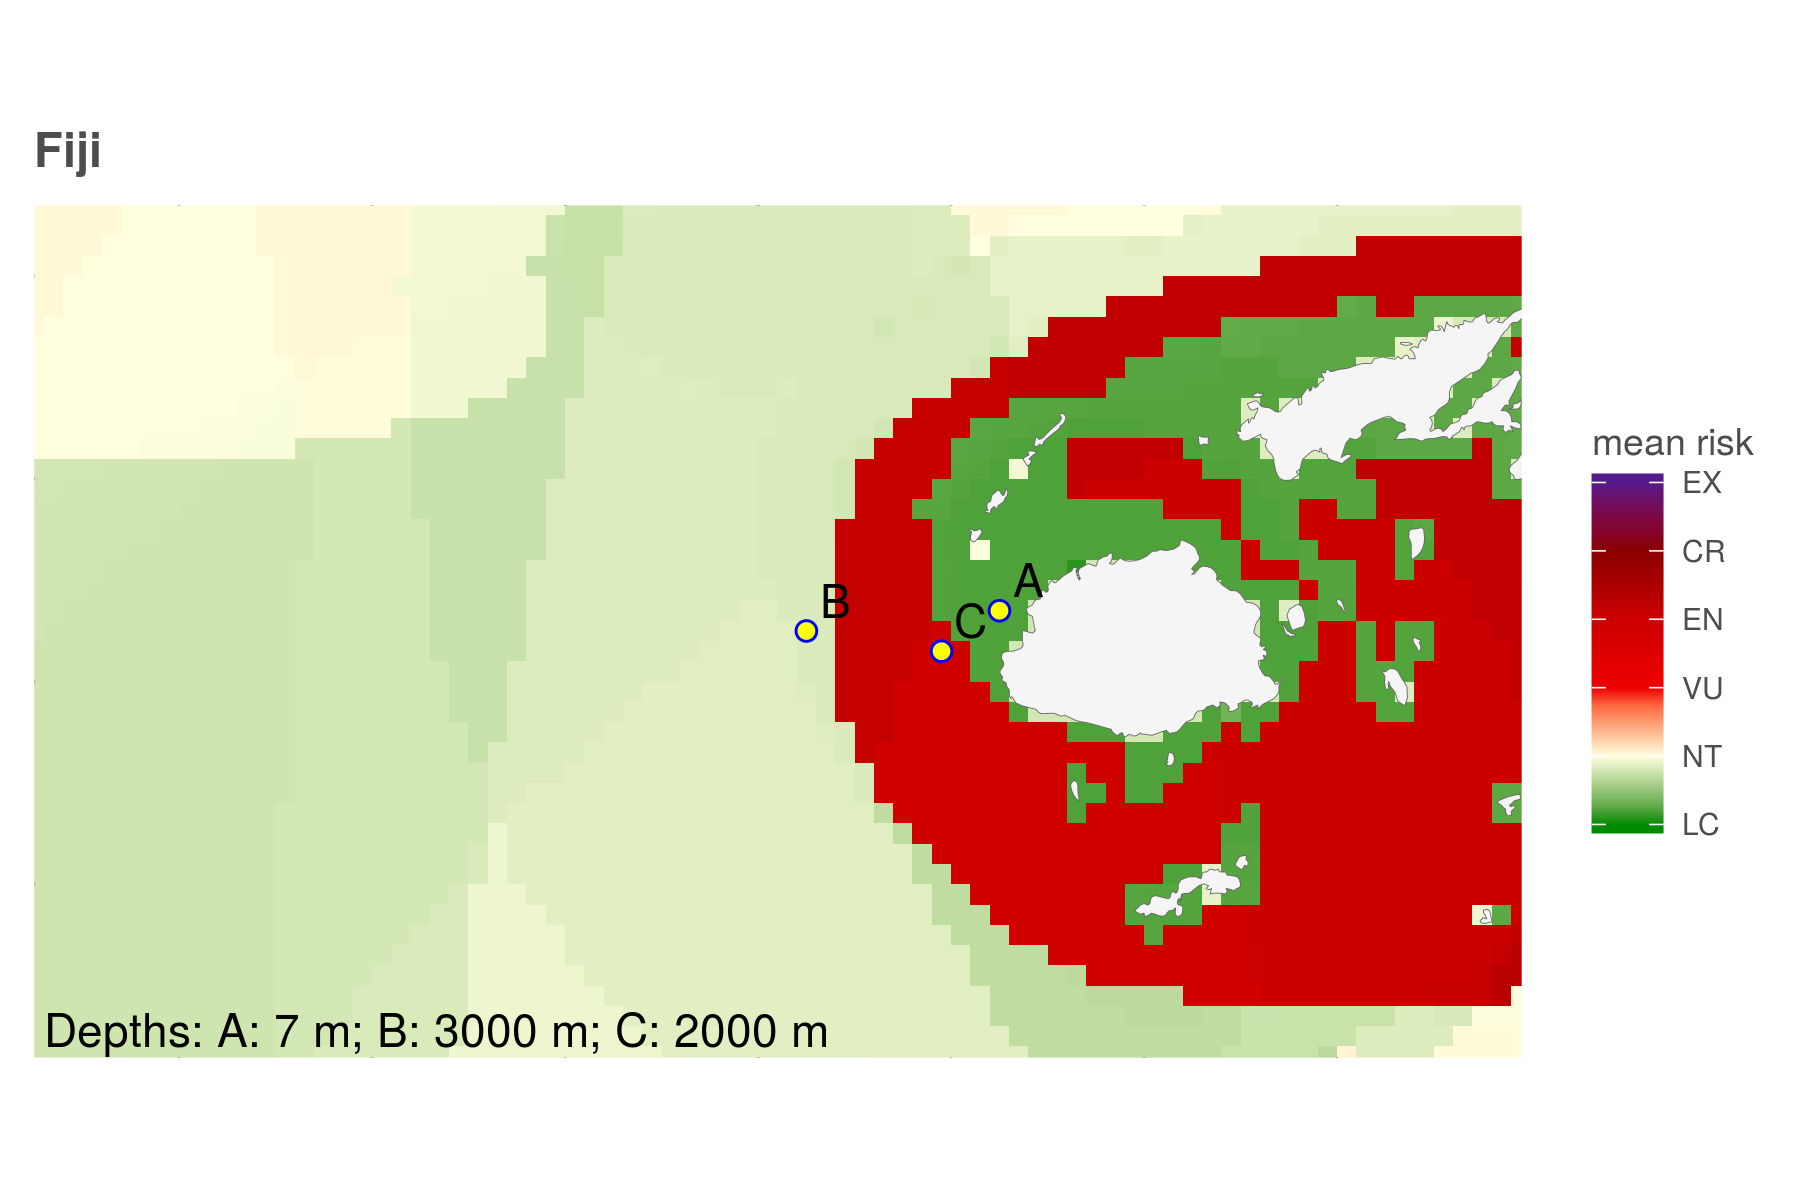 Fiji
B
A
C
mean risk
EX
CR
EN
VU
NT
LC
Depths: A: 7 m; B: 3000 m; C: 2000 m